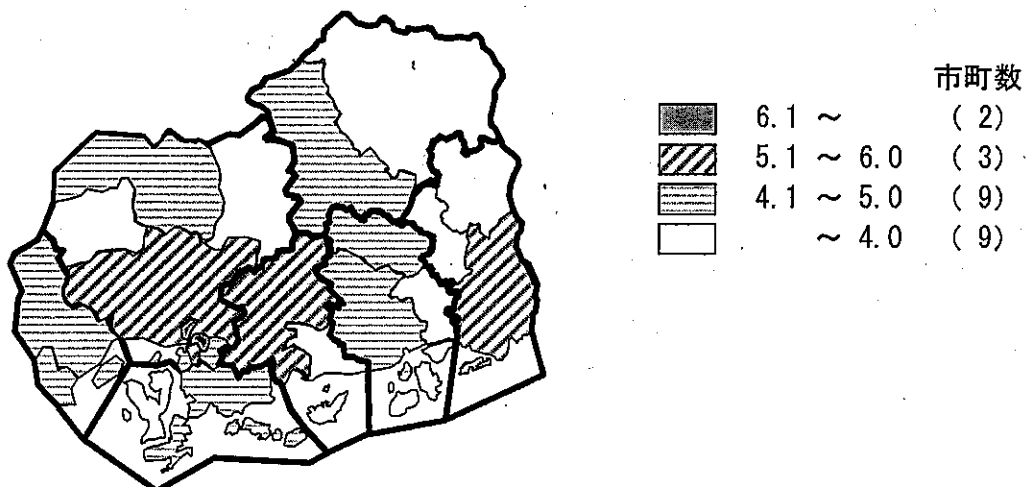 市町数
6.1 ～ ( 2)
5.1 ～ 6.0 ( 3)
4.1 ～ 5.0 ( 9)
～ 4.0 ( 9)